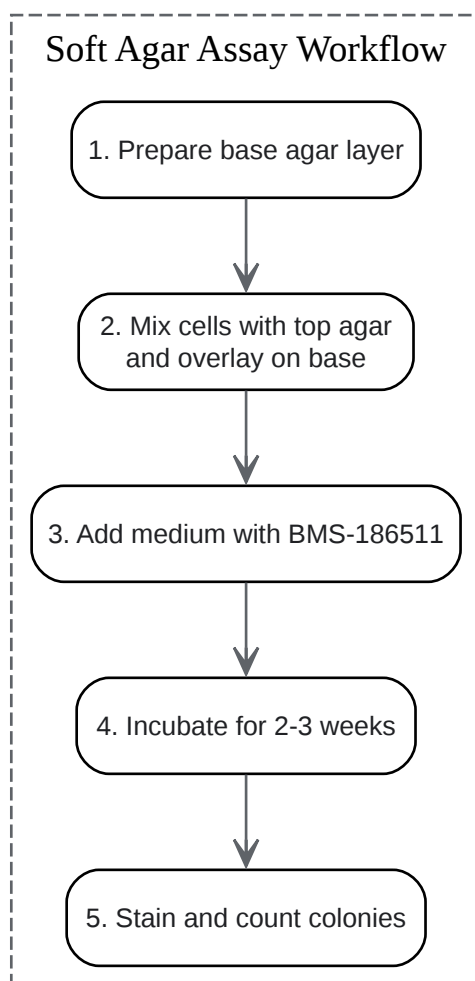 Soft Agar Assay Workflow
1. Prepare base agar layer
2. Mix cells with top agar
and overlay on base
3. Add medium with BMS-186511
4. Incubate for 2-3 weeks
5. Stain and count colonies